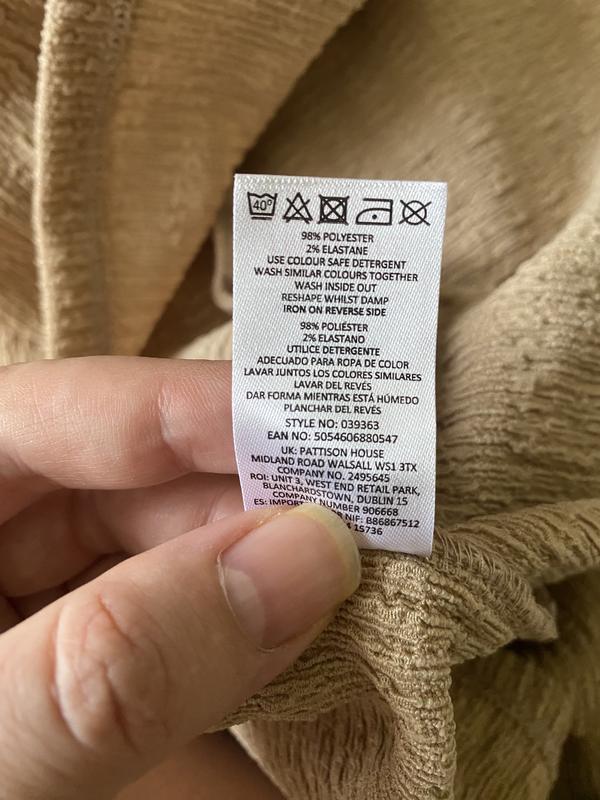 40°
98% POLYESTER
2% ELASTANE
USE COLOUR SAFE DETERGENT
WASH SIMILAR COLOURS TOGETHER
WASH INSIDE OUT
RESHAPE WHILST DAMP
IRON ON REVERSE SIDE
98% POLIÉSTER
2% ELASTANO
UTILICE DETERGENTE
ADECUADO PARA ROPA DE COLOR
LAVAR JUNTOS LOS COLORES SIMILARES
LAVAR DEL REVÉS
DAR FORMA MIENTRAS ESTÁ HÚMEDO
PLANCHAR DEL REVÉS
STYLE NO: 039363
EAN NO: 5054606880547
UK: PATTISON HOUSE
MIDLAND ROAD WALSALL WS1 3TX
COMPANY NO. 2495645
ROI: UNIT 3, WEST END RETAIL PARK,
BLANCHARDSTOWN, DUBLIN 15
COMPANY NUMBER 906668
ES: NIF: B86867512
1S736